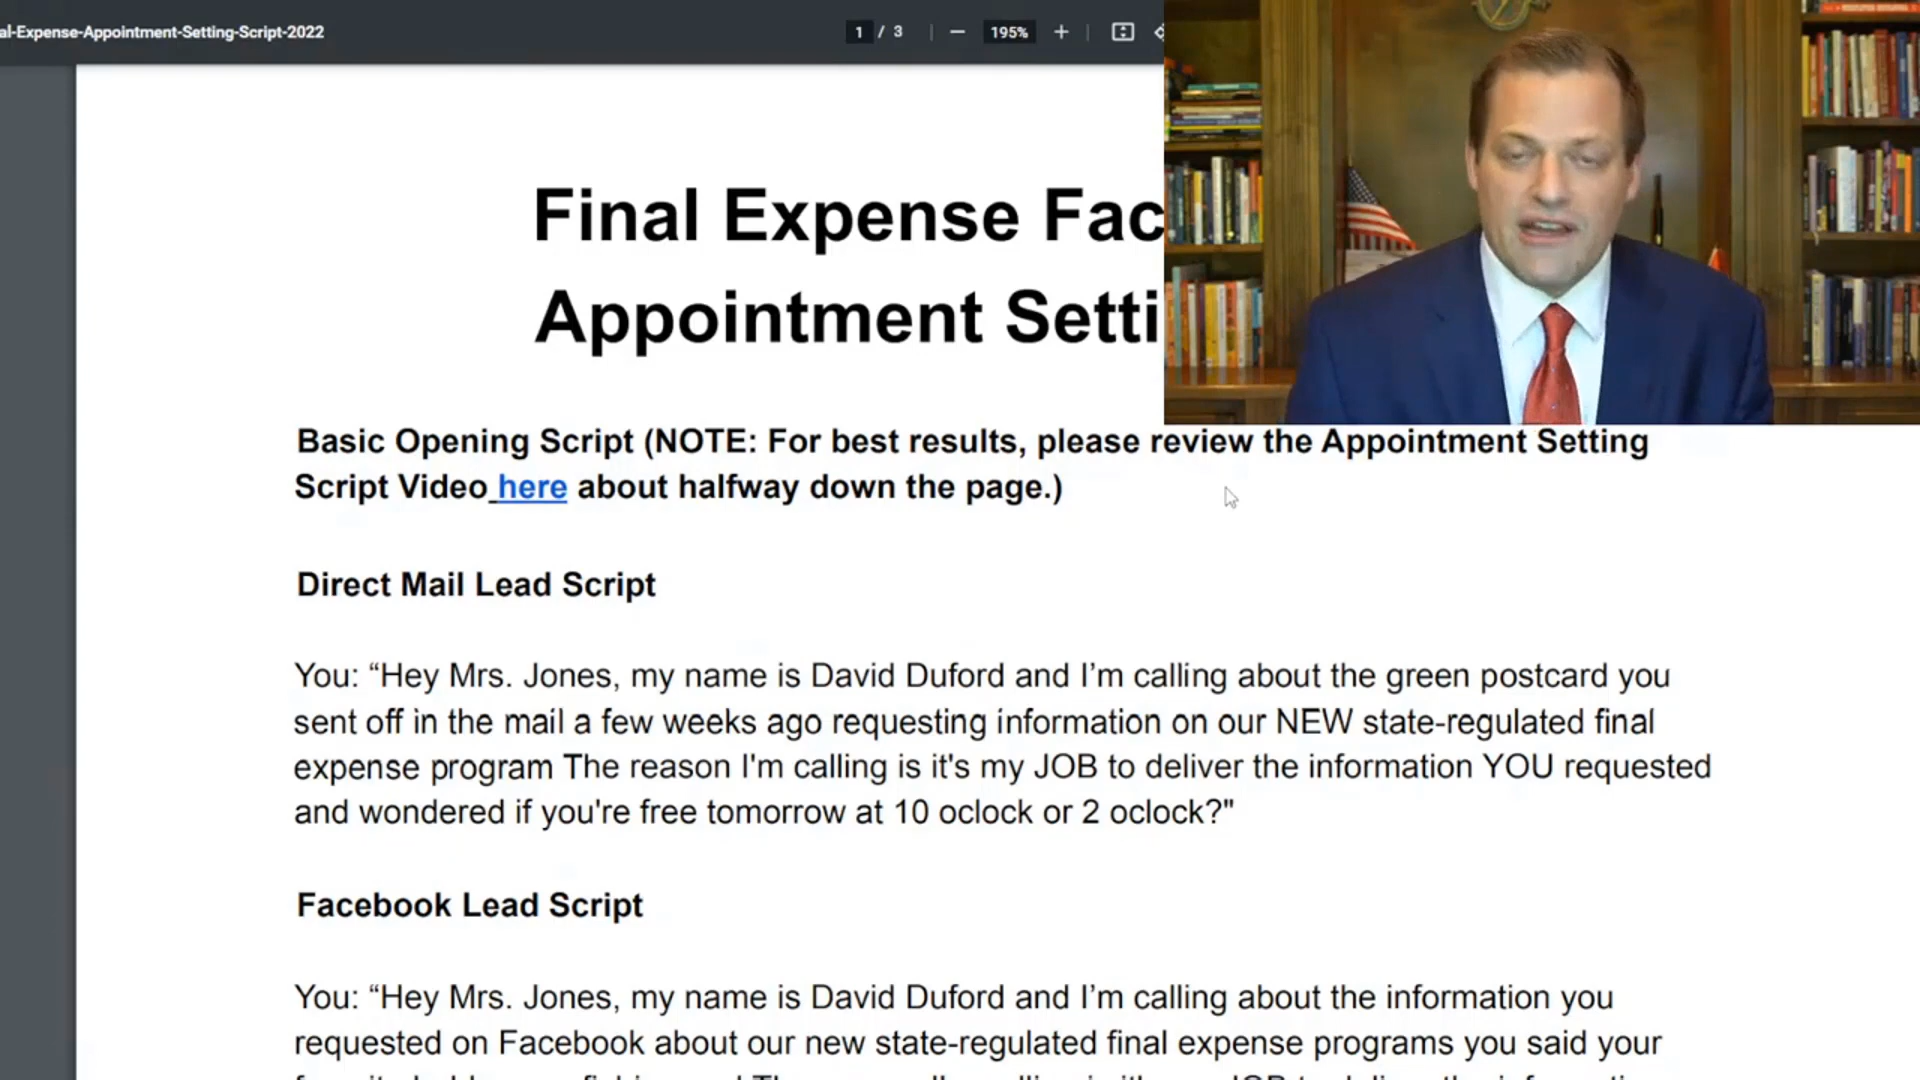 al-Expense-Appointment-Setting-Script-2022
1 / 3
195%
Final Expense Fac
Appointment Setti
Basic Opening Script (NOTE: For best results, please review the Appointment Setting
Script Video here about halfway down the page.)
Direct Mail Lead Script
You: “Hey Mrs. Jones, my name is David Duford and I’m calling about the green postcard you
sent off in the mail a few weeks ago requesting information on our NEW state-regulated final
expense program The reason I'm calling is it's my JOB to deliver the information YOU requested
and wondered if you're free tomorrow at 10 oclock or 2 oclock?"
Facebook Lead Script
You: “Hey Mrs. Jones, my name is David Duford and I’m calling about the information you
requested on Facebook about our new state-regulated final expense programs you said your